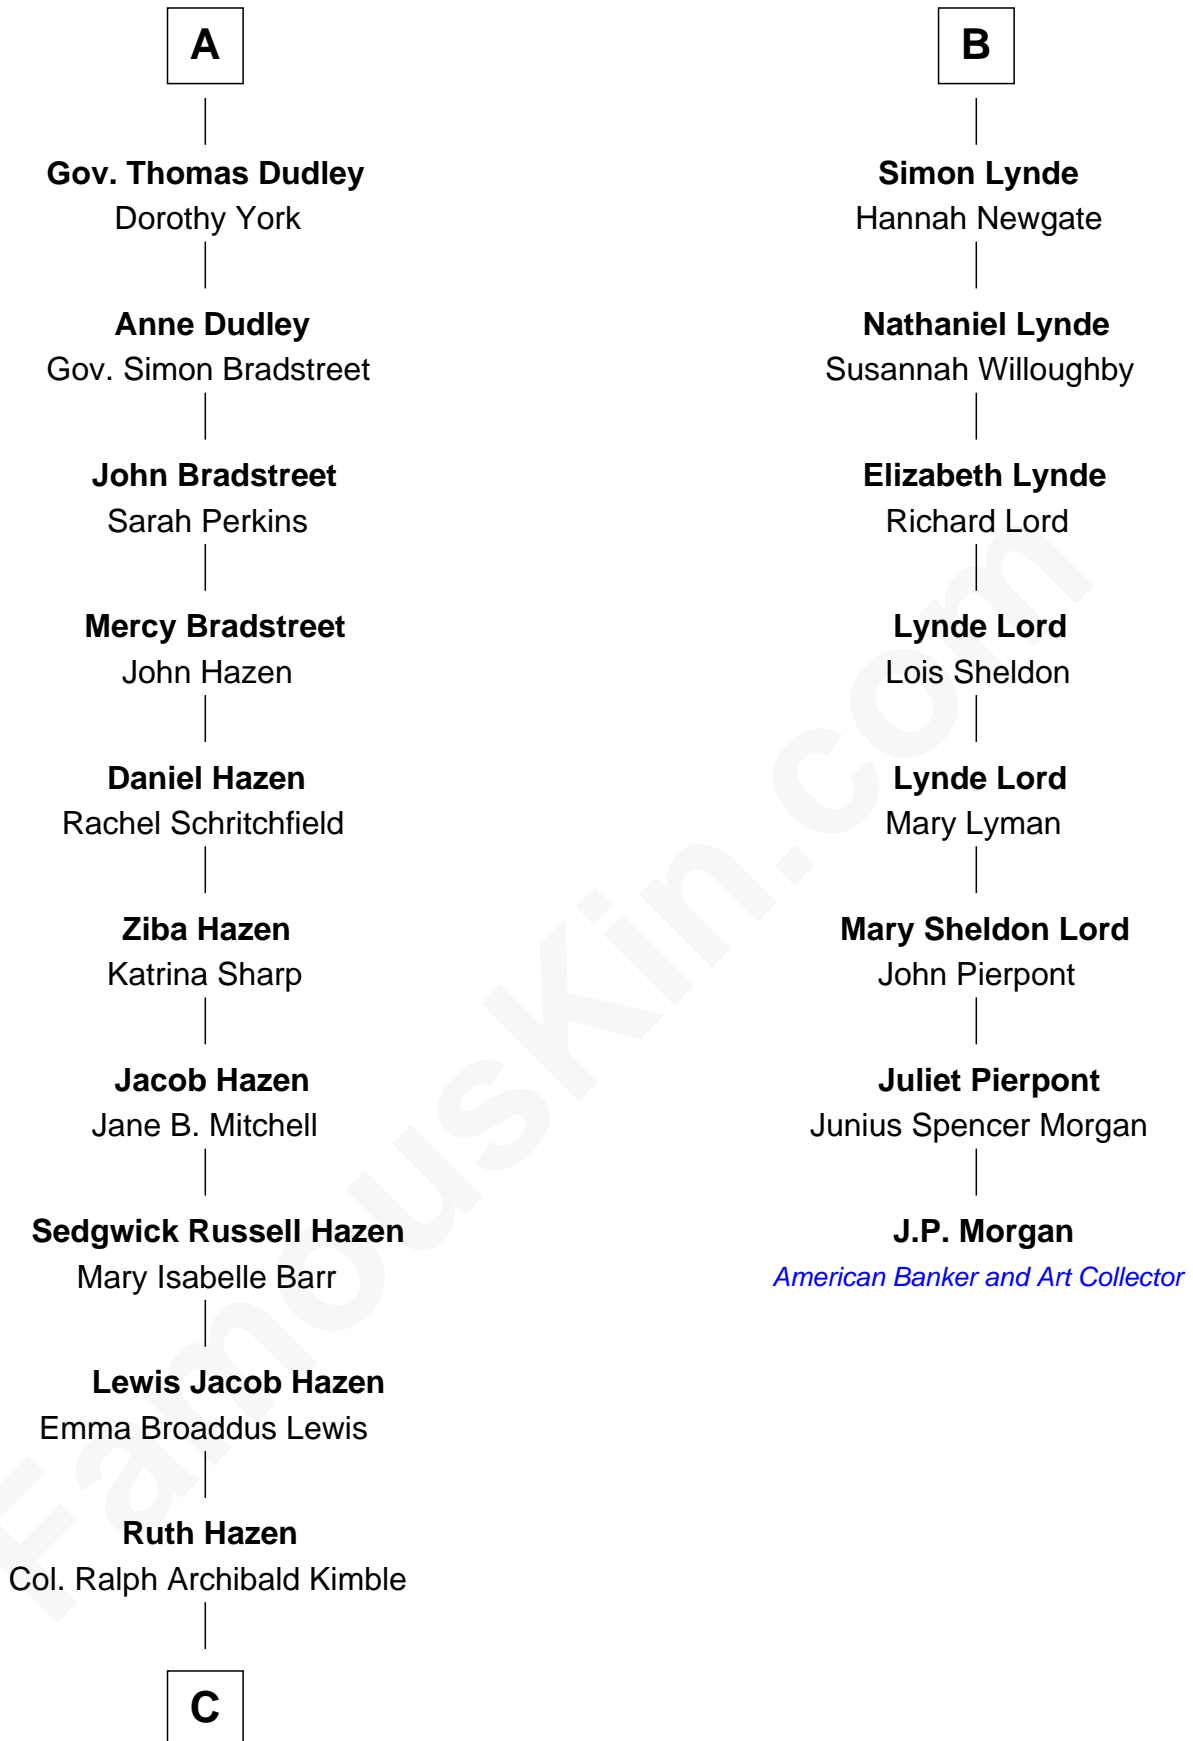 A
Gov. Thomas Dudley
Dorothy York
Anne Dudley
Gov. Simon Bradstreet
John Bradstreet
Sarah Perkins
Mercy Bradstreet
John Hazen
Daniel Hazen
Rachel Schritchfield
Ziba Hazen
Katrina Sharp
Jacob Hazen
Jane B. Mitchell
Sedgwick Russell Hazen
Mary Isabelle Barr
Lewis Jacob Hazen
Emma Broaddus Lewis
Ruth Hazen
Col. Ralph Archibald Kimble
C
B
Simon Lynde
Hannah Newgate
Nathaniel Lynde
Susannah Willoughby
Elizabeth Lynde
Richard Lord
Lynde Lord
Lois Sheldon
Lynde Lord
Mary Lyman
Mary Sheldon Lord
John Pierpont
Juliet Pierpont
Junius Spencer Morgan
J.P. Morgan
American Banker and Art Collector
FamousKin.com